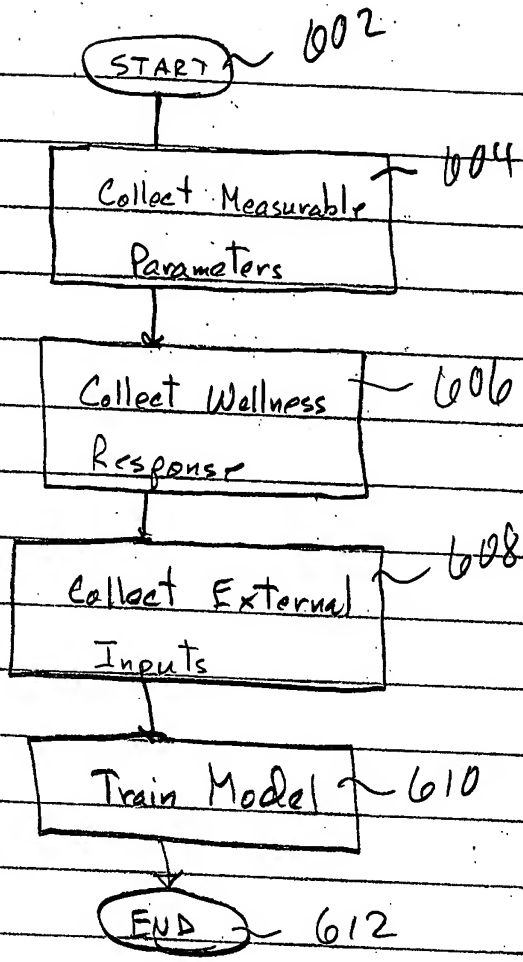 START 602
604
Collect Measurable
Parameters
Collect Wellness 606
Response
608
Collect External
Inputs
Train Model 610
END 612